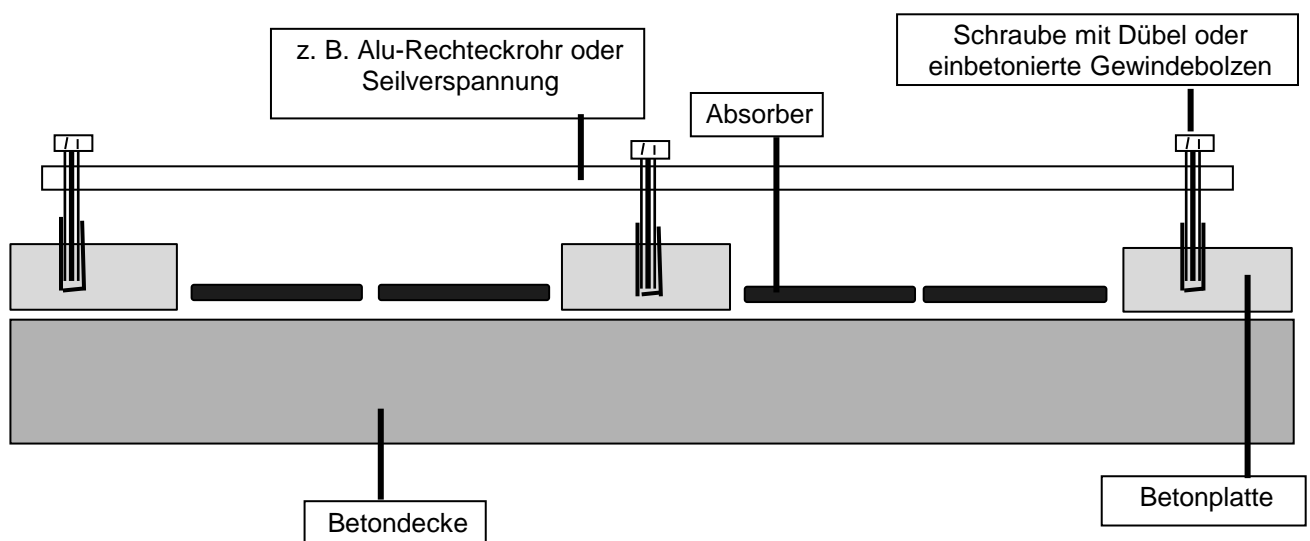 z. B. Alu-Rechteckrohr oder
Seilverspannung
Schraube mit Dübel oder
einbetonierte Gewindebolzen
Absorber
Betonplatte
Betondecke